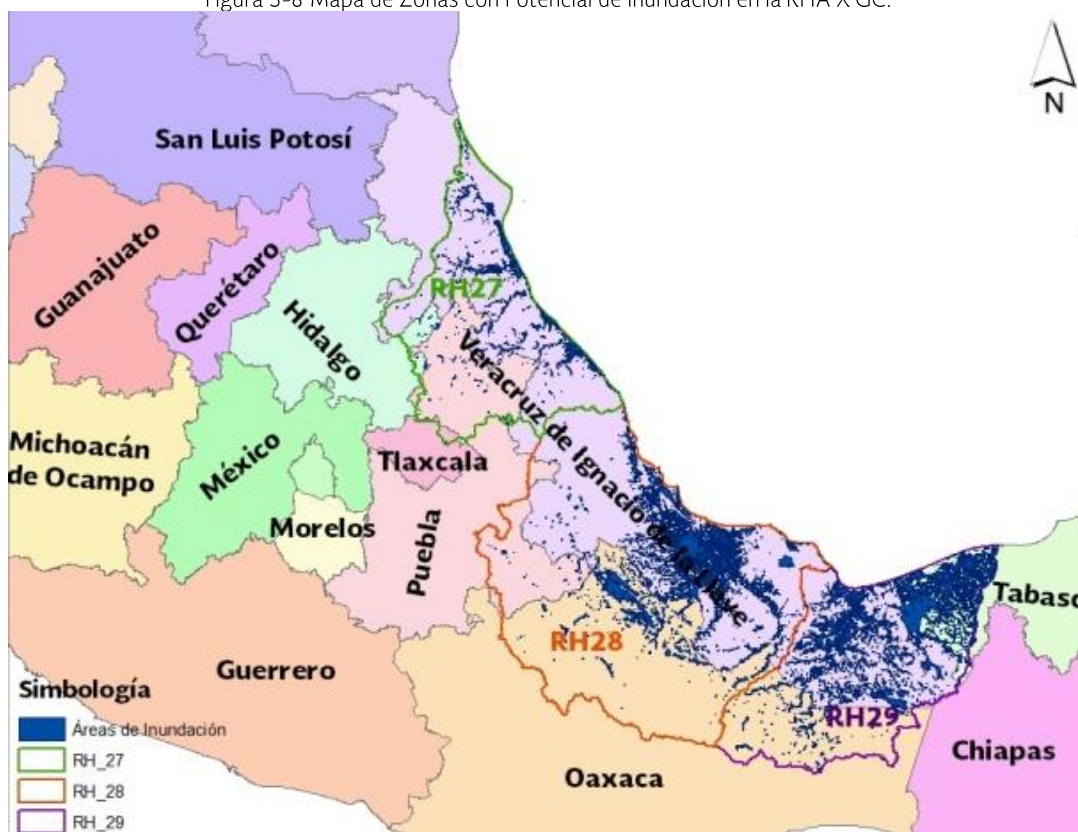 Figura 3-8 Mapa de Zonas con Potencial de Inundación en la RHA X GC.
N
San Luis Potosí
Guanajuato
Querétaro
Hidalgo
RH27
Veracruz de Ignacio de la Llave
Michoacán
de Ocampo
México
Tlaxcala
Morelos
Puebla
Tabasc
RH28
Guerrero
RH29
Chiapas
Oaxaca
Simbología
Áreas de Inundación
RH_27
RH_28
RH_29